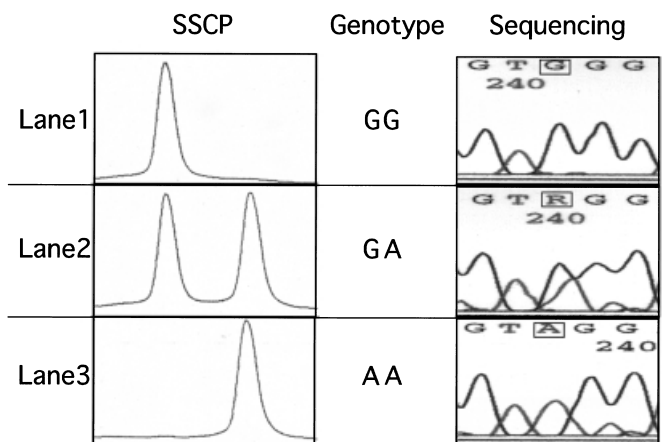 SSCP Genotype Sequencing
Lane1 GG G T G G G
240
Lane2 GA G T R G G
240
Lane3 AA G T A G G
240